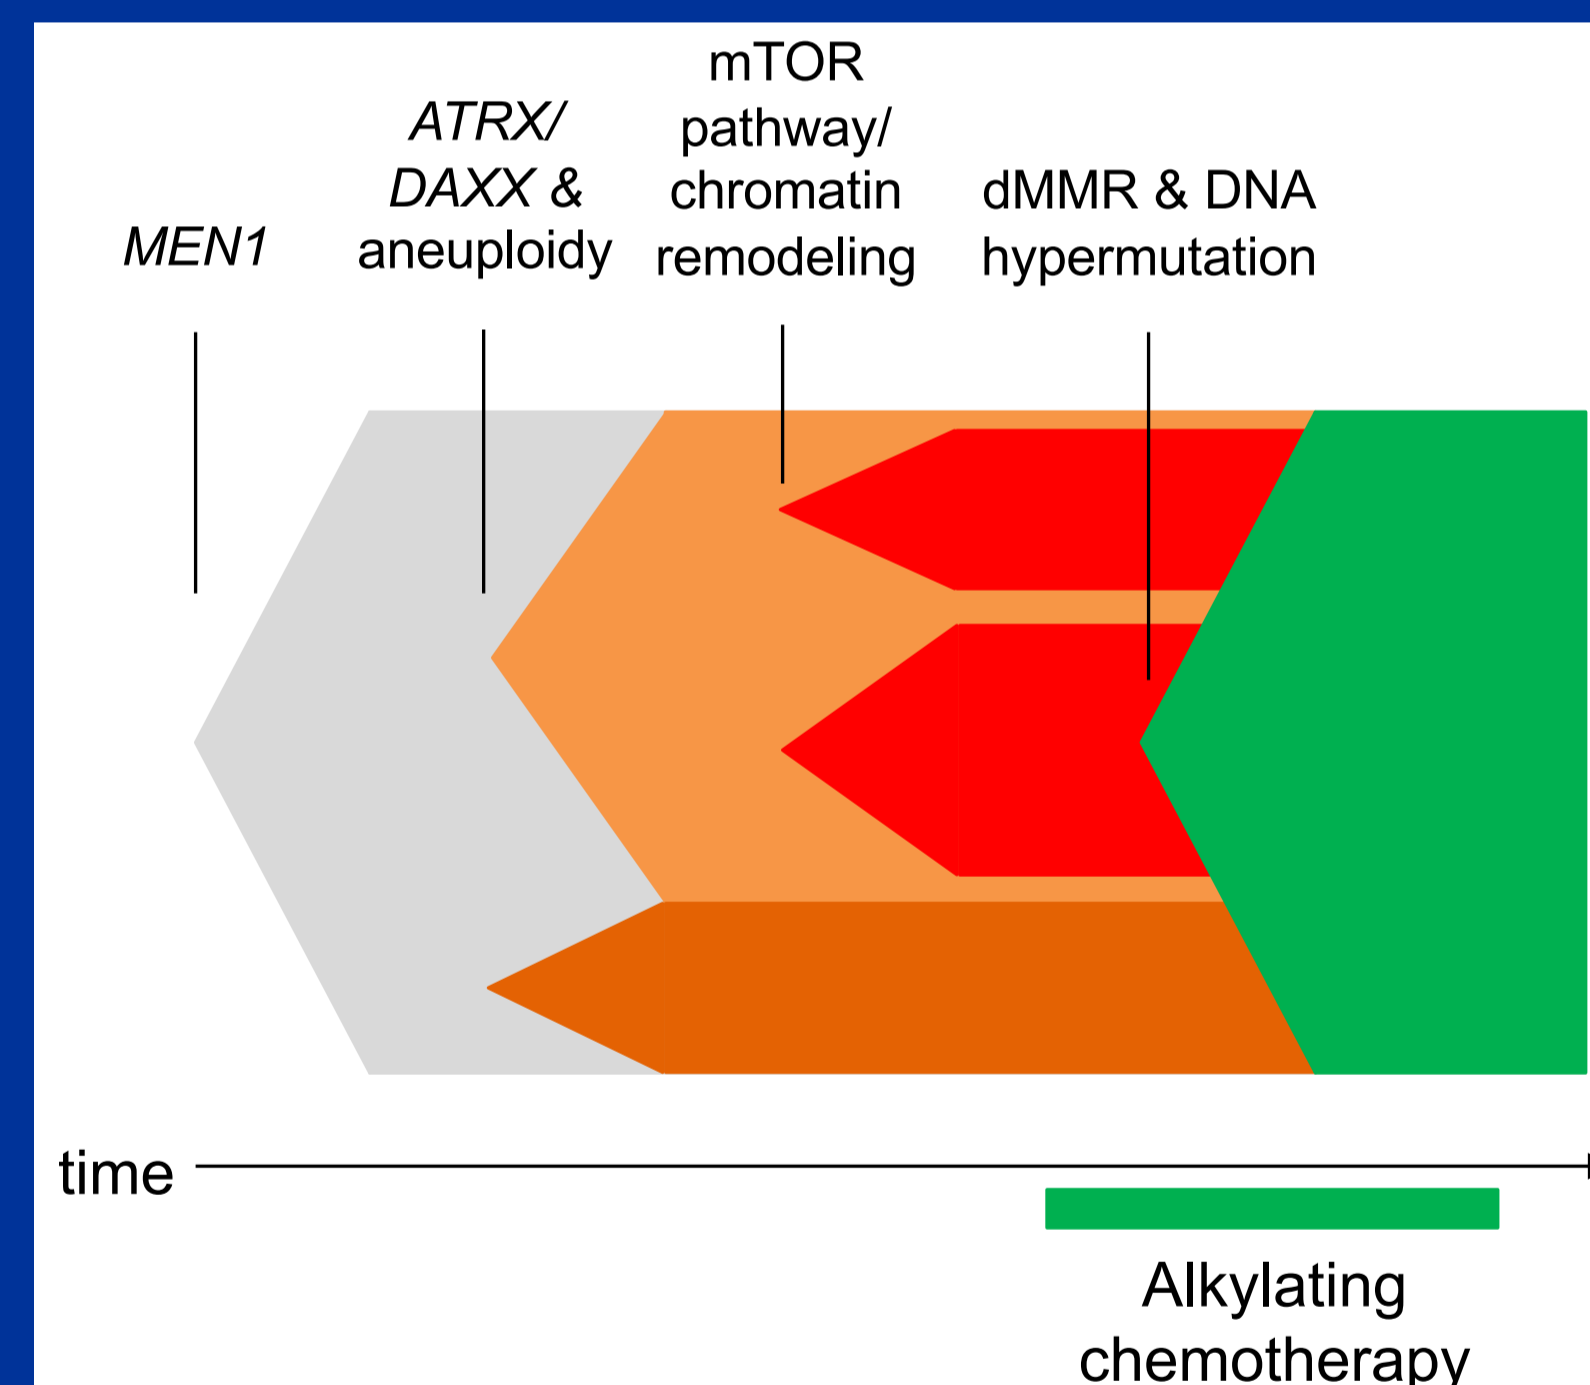 MEN1
ATRX/
DAXX &
aneuploidy
mTOR
pathway/
chromatin
remodeling
dMMR & DNA
hypermutation
time
Alkylating
chemotherapy